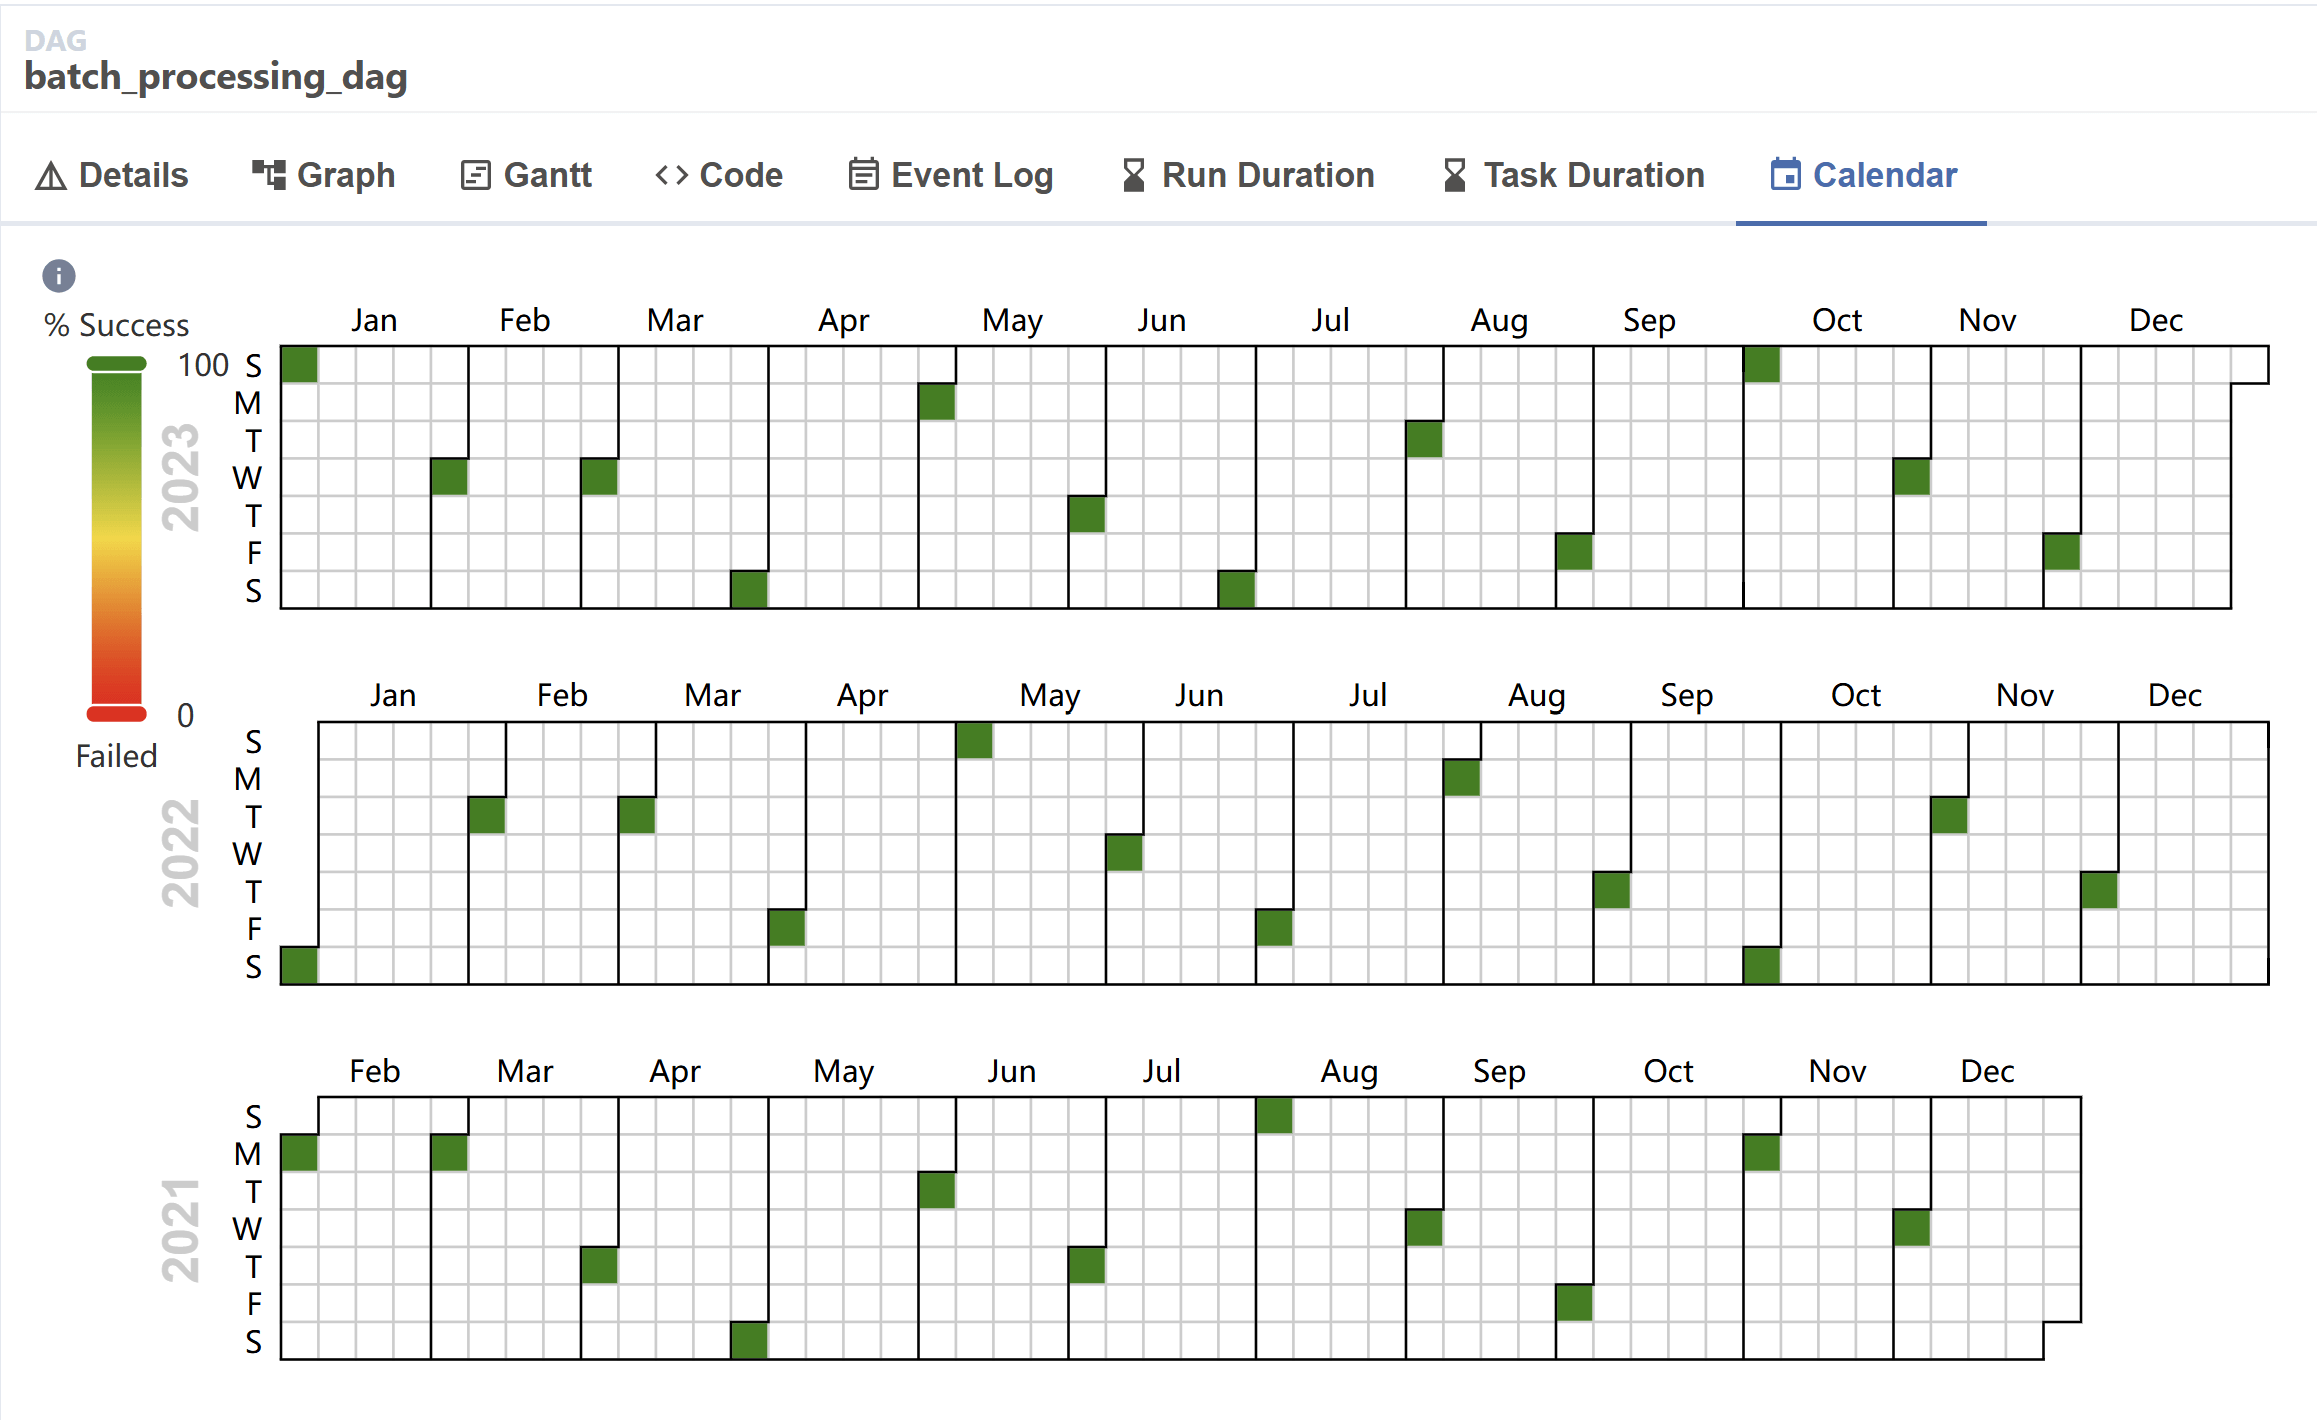 DAG
batch_processing_dag
Details Graph Gantt Code Event Log Run Duration Task Duration Calendar
% Success
100
0
Failed
2023
Jan Feb Mar Apr May Jun Jul Aug Sep Oct Nov Dec
S
M
T
W
T
F
S
2022
Jan Feb Mar Apr May Jun Jul Aug Sep Oct Nov Dec
S
M
T
W
T
F
S
2021
Feb Mar Apr May Jun Jul Aug Sep Oct Nov Dec
S
M
T
W
T
F
S